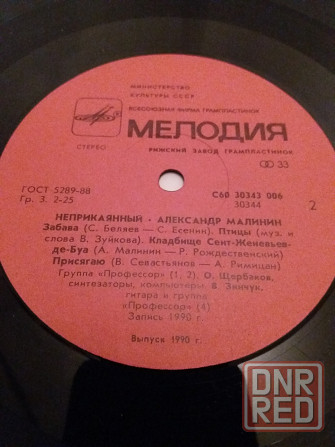 МИНИСТЕРСТВО
КУЛЬТУРЫ СССР
ВСЕСОЮЗНАЯ ФИРМА ГРАМПЛАСТИНОК
МЕЛОДИЯ
СТЕРЕО
РИЖСКИЙ ЗАВОД ГРАМПЛАСТИНОК
33
ГОСТ 5289-88
Гр. 3. 2-25
С60 30343 006
30344
2
НЕПРИКАЯННЫЙ · АЛЕКСАНДР МАЛИНИН
Забава (С. Беляев — С. Есенин). Птицы (муз. и
слова В. Зуйкова). Кладбище Сент-Женевьев-
де-Буа (А. Малинин — Р. Рождественский)
Присягаю (В. Севастьянов — А. Римицан)
Группа «Профессор» (1, 2). О. Щербаков,
синтезаторы, компьютеры В. Зинчук,
гитара и группа
«Профессор» (4)
Запись 1990 г.
Выпуск 1990 г.
DNR
RED